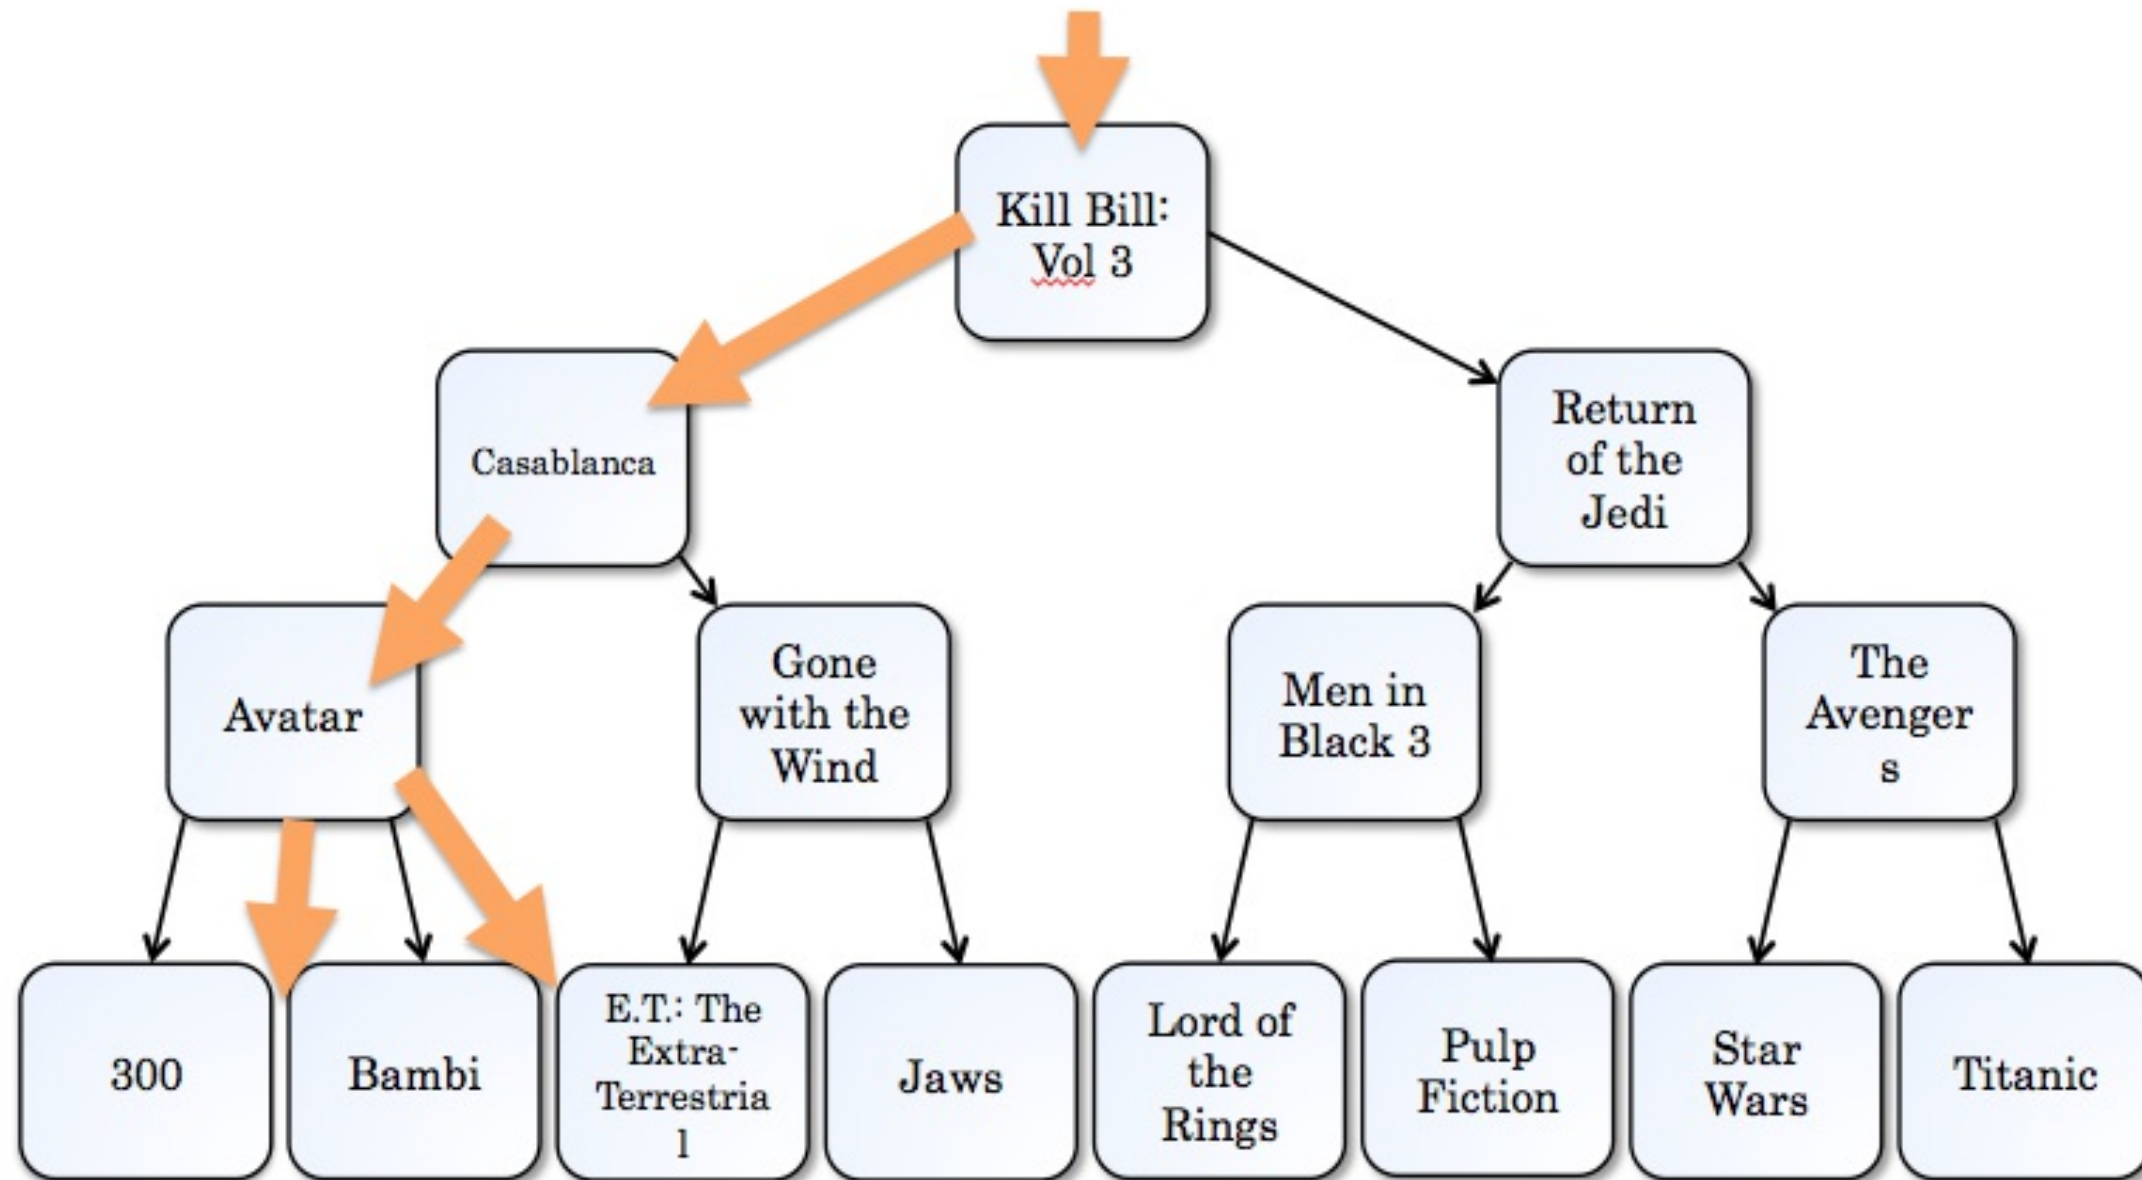 Kill Bill:
Vol 3
Casablanca
Return
of the
Jedi
Avatar
Gone
with the
Wind
Men in
Black 3
The
Avenger
s
300
Bambi
E.T.: The
Extra-
Terrestria
l
Jaws
Lord of
the
Rings
Pulp
Fiction
Star
Wars
Titanic